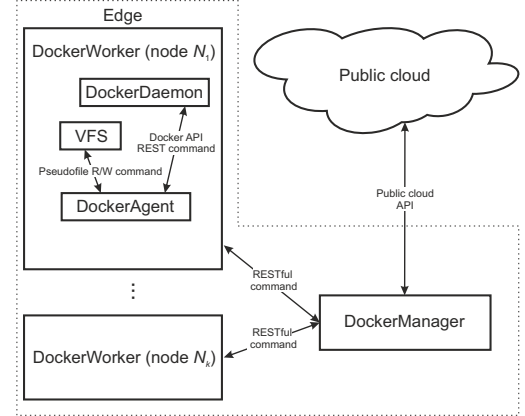 Edge
DockerWorker (node N₁)
DockerDaemon
VFS
Docker API
REST command
Pseudofile R/W command
DockerAgent
Public cloud
Public cloud
API
RESTful
command
⋮
DockerManager
RESTful
command
DockerWorker (node Nₖ)